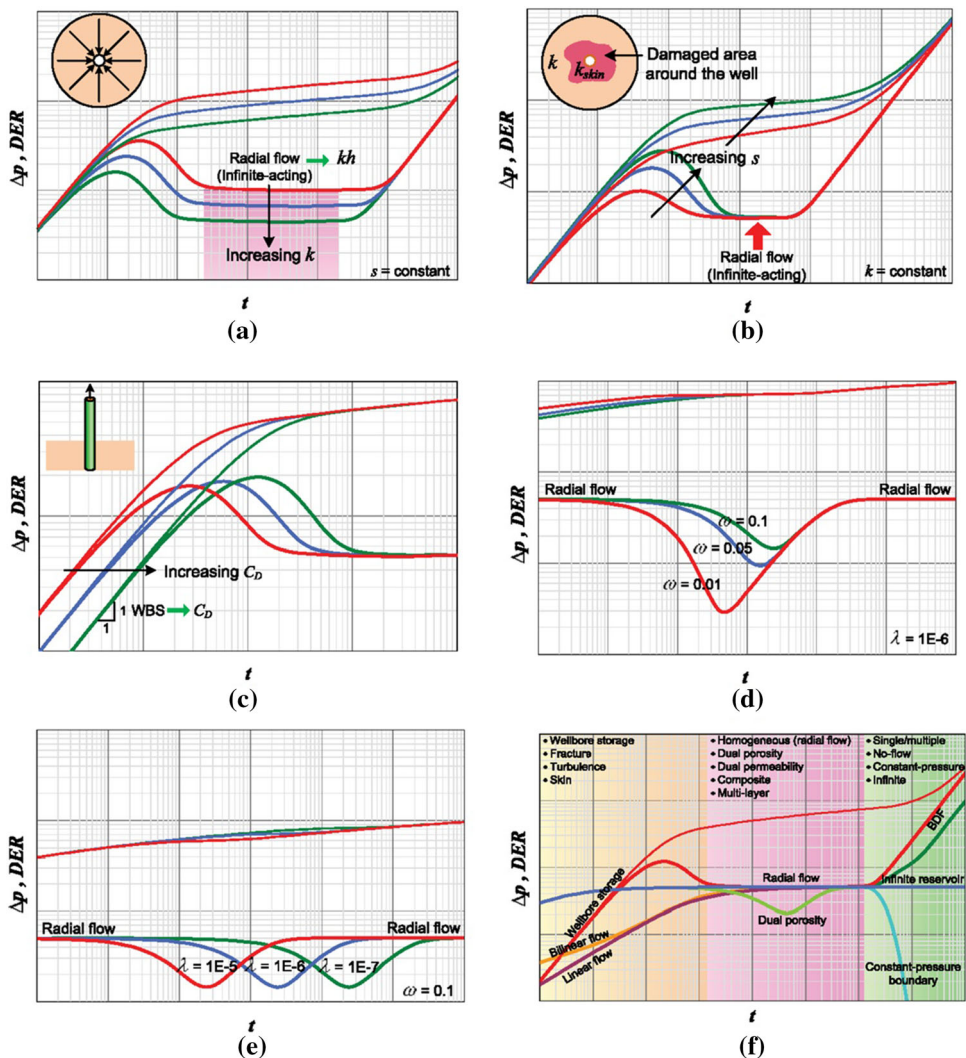 Δp , DER
Radial flow
(Infinite-acting)
kh
Increasing k
s = constant
t
(a)
Δp , DER
k
k skin
Damaged area
around the well
Increasing s
Radial flow
(Infinite-acting)
k = constant
t
(b)
Δp , DER
Increasing C_D
1 WBS
C_D
1
t
(c)
Δp , DER
Radial flow
Radial flow
ω = 0.1
ω = 0.05
ω = 0.01
λ = 1E-6
t
(d)
Δp , DER
Radial flow
Radial flow
λ = 1E-5
λ = 1E-6
λ = 1E-7
ω = 0.1
t
(e)
Δp , DER
• Wellbore storage
• Fracture
• Turbulence
• Skin
• Homogeneous (radial flow)
• Dual porosity
• Dual permeability
• Composite
• Multi-layer
• Single/multiple
• No-flow
• Constant-pressure
• Infinite
BDF
Wellbore storage
Radial flow
Infinite reservoir
Dual porosity
Bilinear flow
Linear flow
Constant-pressure
boundary
t
(f)